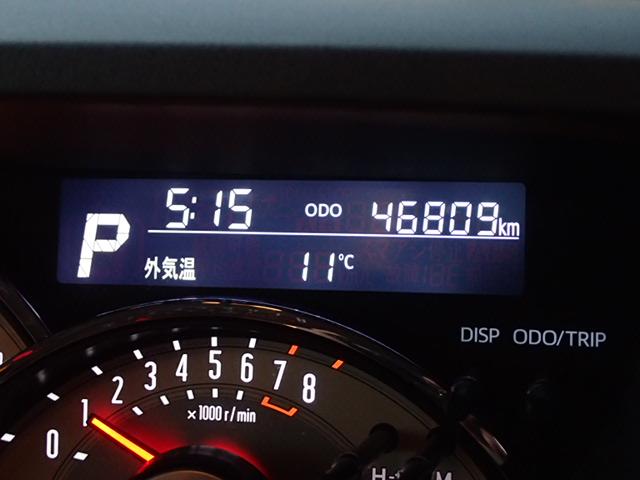 P 5:15 ODO 46809km
外気温 11℃
DISP ODO/TRIP
0 1 2 3 4 5 6 7 8
×1000 r/min
H
M